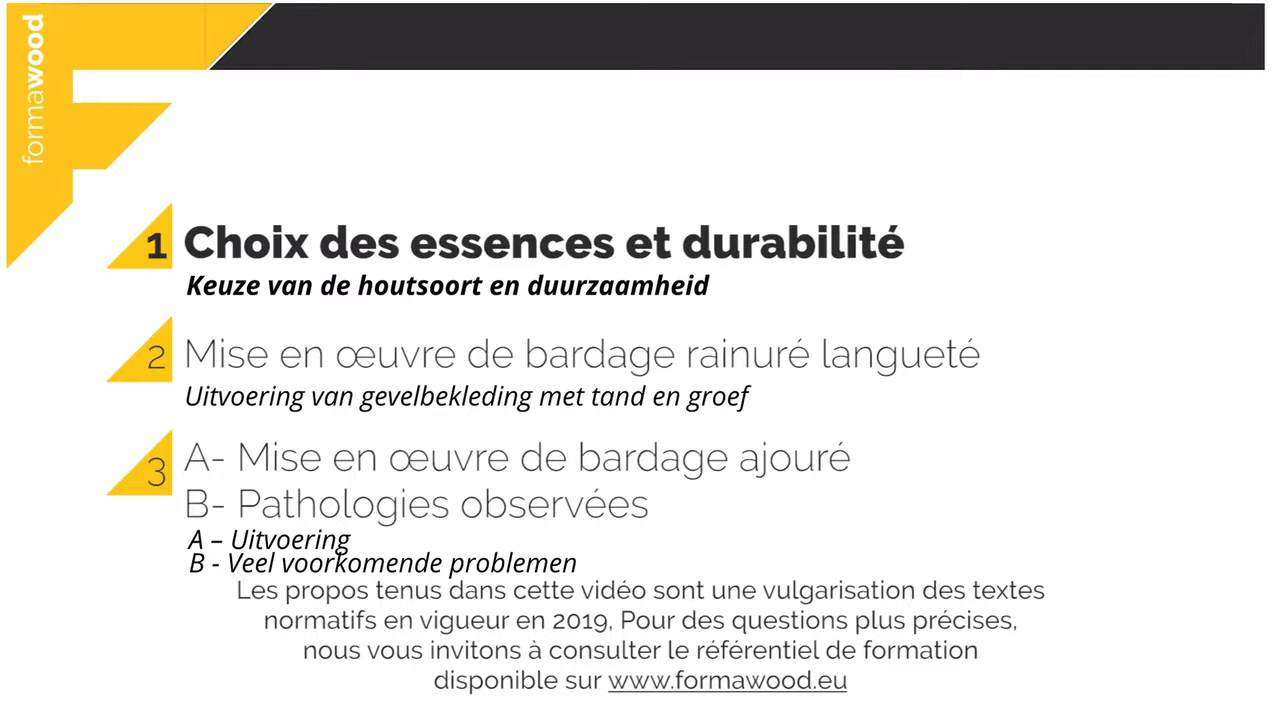 formawood
1 Choix des essences et durabilité
Keuze van de houtsoort en duurzaamheid
2 Mise en œuvre de bardage rainuré langueté
Uitvoering van gevelbekleding met tand en groef
3 A- Mise en œuvre de bardage ajouré
B- Pathologies observées
A – Uitvoering
B - Veel voorkomende problemen
Les propos tenus dans cette vidéo sont une vulgarisation des textes
normatifs en vigueur en 2019, Pour des questions plus précises,
nous vous invitons à consulter le référentiel de formation
disponible sur www.formawood.eu